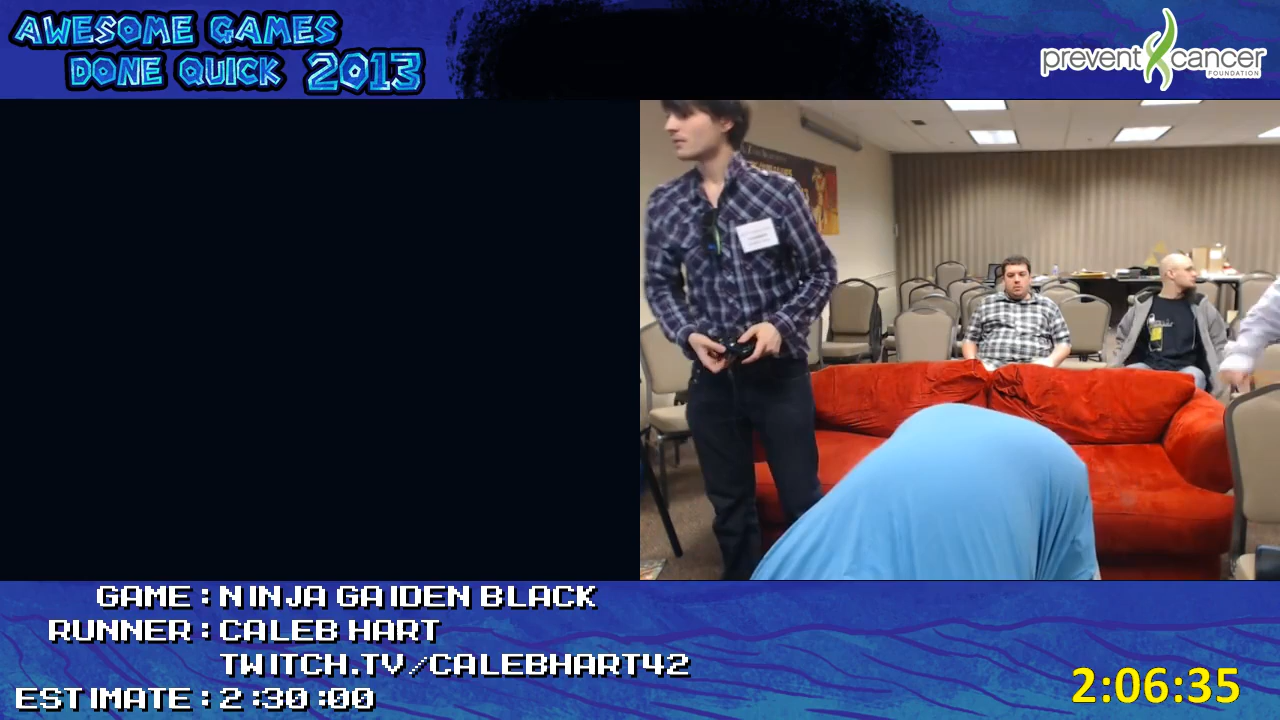 AWESOME GAMES
DONE QUICK 2013
prevent cancer
FOUNDATION
GAME : NINJA GAIDEN BLACK
RUNNER : CALEB HART
TWITCH.TV/CALEBHART42
ESTIMATE : 2:30:00
2:06:35